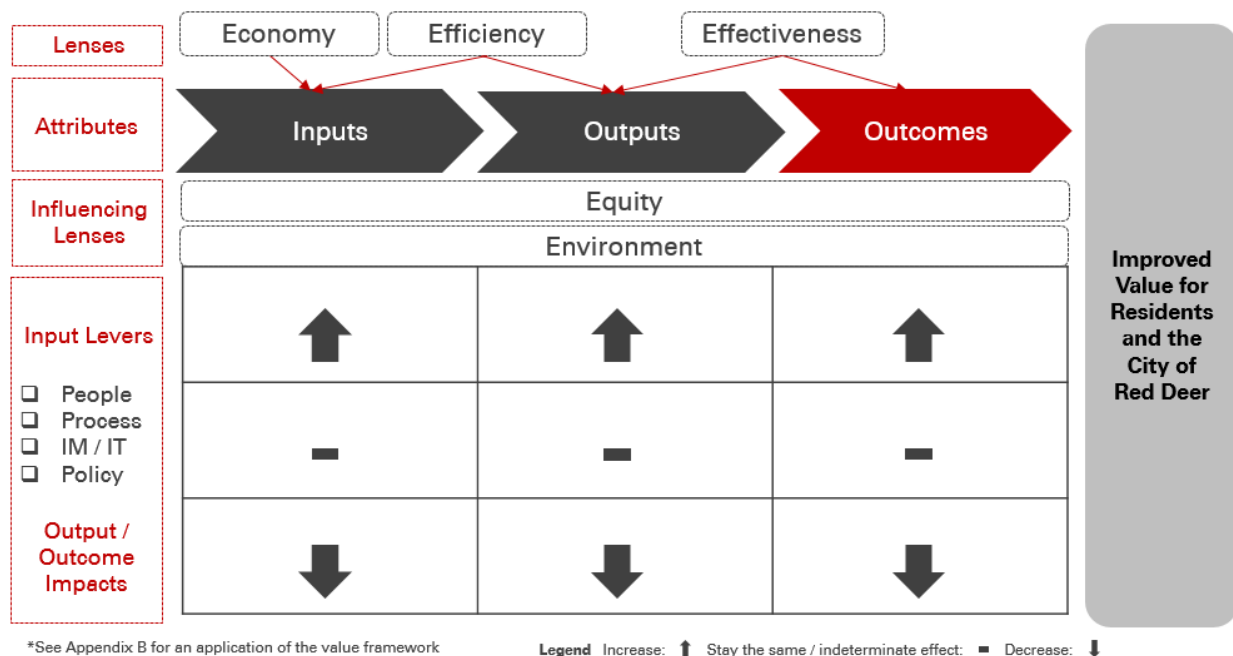 Lenses
Economy
Efficiency
Effectiveness
Attributes
Inputs
Outputs
Outcomes
Influencing
Lenses
Equity
Environment
Input Levers
❑ People
❑ Process
❑ IM / IT
❑ Policy
Output /
Outcome
Impacts
Improved
Value for
Residents
and the
City of
Red Deer
*See Appendix B for an application of the value framework
Legend Increase: ⬆ Stay the same / indeterminate effect: ▬ Decrease: ⬇